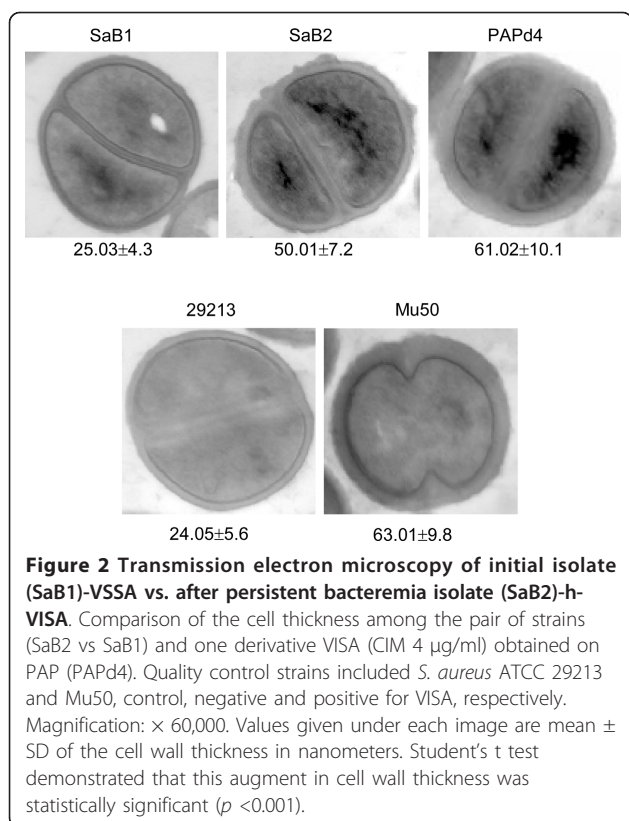 SaB1 SaB2 PAPd4
25.03±4.3 50.01±7.2 61.02±10.1
29213 Mu50
24.05±5.6 63.01±9.8
Figure 2 Transmission electron microscopy of initial isolate
(SaB1)-VSSA vs. after persistent bacteremia isolate (SaB2)-h-
VISA. Comparison of the cell thickness among the pair of strains
(SaB2 vs SaB1) and one derivative VISA (CIM 4 μg/ml) obtained on
PAP (PAPd4). Quality control strains included S. aureus ATCC 29213
and Mu50, control, negative and positive for VISA, respectively.
Magnification: × 60,000. Values given under each image are mean ±
SD of the cell wall thickness in nanometers. Student's t test
demonstrated that this augment in cell wall thickness was
statistically significant (p <0.001).